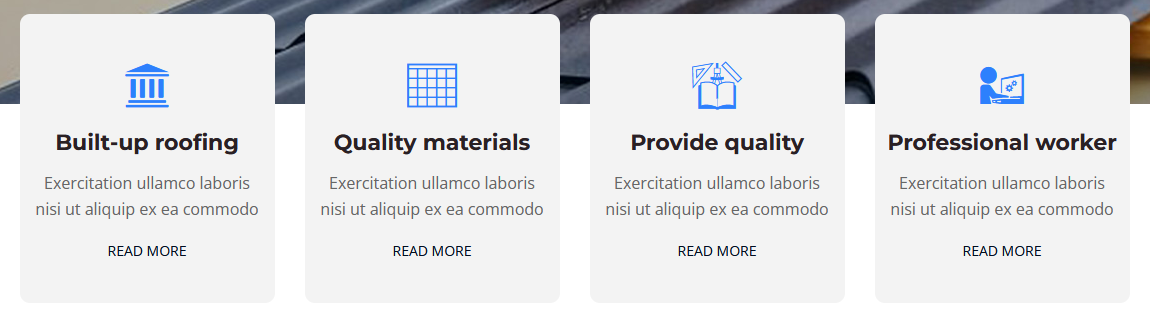 Built-up roofing
Exercitation ullamco laboris
nisi ut aliquip ex ea commodo
READ MORE
Quality materials
Exercitation ullamco laboris
nisi ut aliquip ex ea commodo
READ MORE
Provide quality
Exercitation ullamco laboris
nisi ut aliquip ex ea commodo
READ MORE
Professional worker
Exercitation ullamco laboris
nisi ut aliquip ex ea commodo
READ MORE